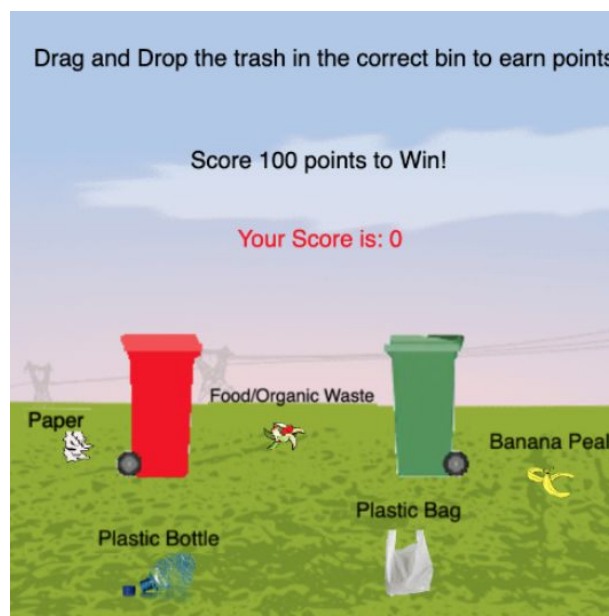 Drag and Drop the trash in the correct bin to earn points
Score 100 points to Win!
Your Score is: 0
Food/Organic Waste
Paper
Banana Peal
Plastic Bag
Plastic Bottle